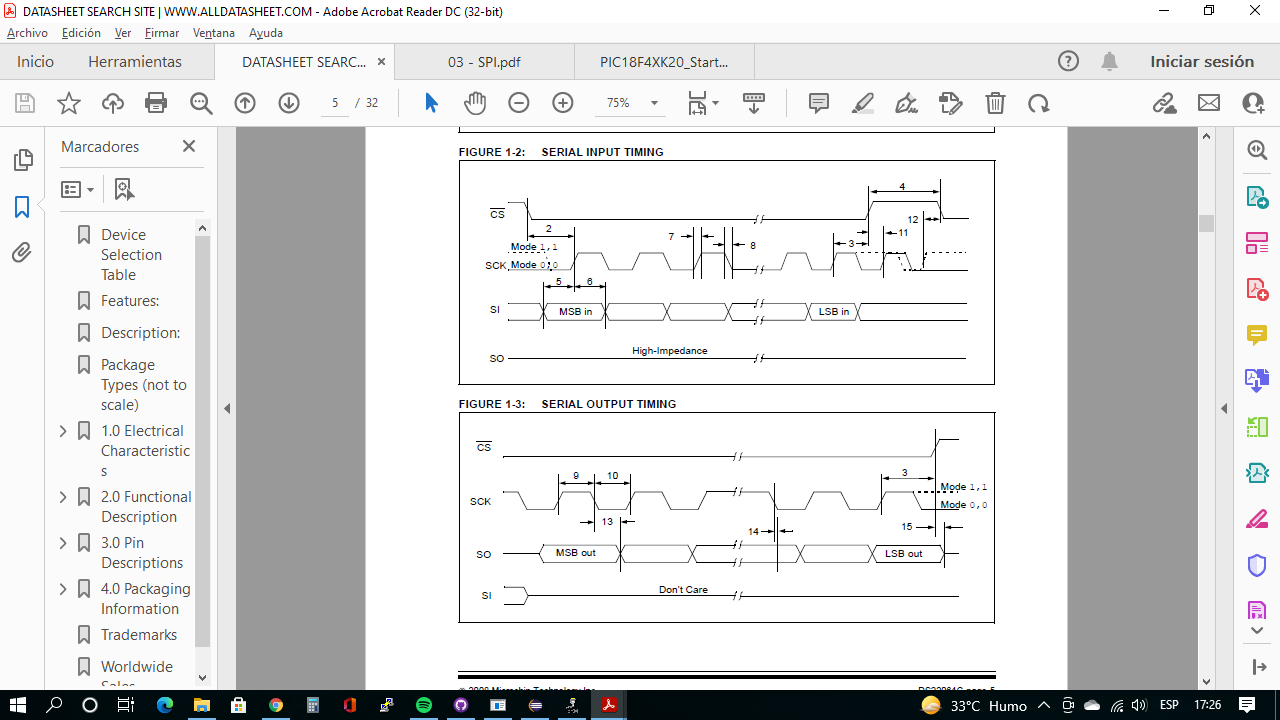 DATASHEET SEARCH SITE | WWW.ALLDATASHEET.COM - Adobe Acrobat Reader DC (32-bit)
Archivo Edición Ver Firmar Ventana Ayuda
Inicio Herramientas DATASHEET SEARC... × 03 - SPI.pdf PIC18F4XK20_Start... Iniciar sesión
5 / 32 75%
Marcadores
Device
Selection
Table
Features:
Description:
Package
Types (not to
scale)
1.0 Electrical
Characteristic
s
2.0 Functional
Description
3.0 Pin
Descriptions
4.0 Packaging
Information
Trademarks
Worldwide
FIGURE 1-2: SERIAL INPUT TIMING
4
CS
12
2
7
11
Mode 1,1
8
3
SCK Mode 0,0
5 6
SI MSB in LSB in
High-Impedance
SO
FIGURE 1-3: SERIAL OUTPUT TIMING
CS
9 10 3
Mode 1,1
SCK
Mode 0,0
13
14
15
SO MSB out LSB out
Don't Care
SI
33°C Humo ESP 17:26